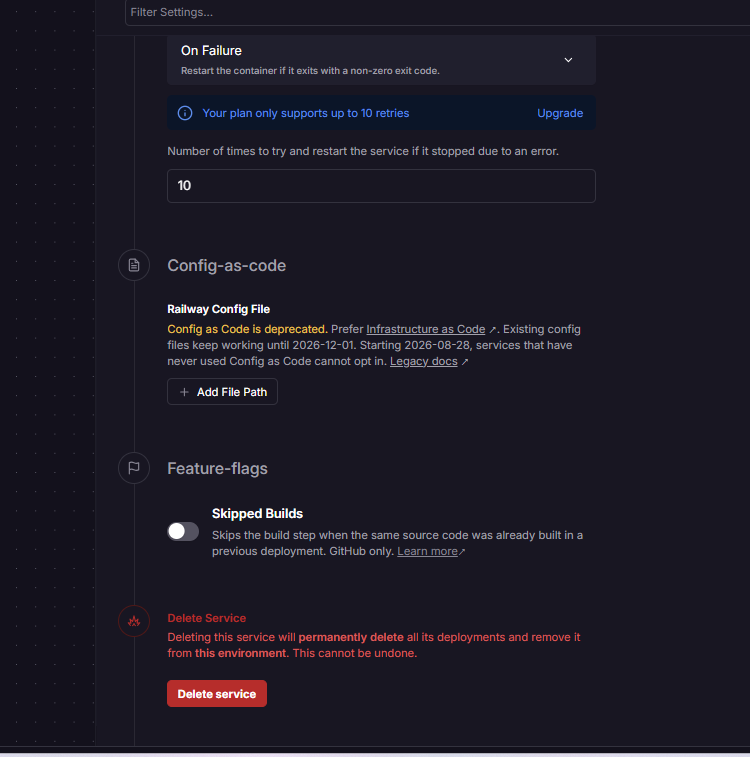 Filter Settings...
On Failure
Restart the container if it exits with a non-zero exit code.
Your plan only supports up to 10 retries Upgrade
Number of times to try and restart the service if it stopped due to an error.
10
Config-as-code
Railway Config File
Config as Code is deprecated. Prefer Infrastructure as Code ↗. Existing config
files keep working until 2026-12-01. Starting 2026-08-28, services that have
never used Config as Code cannot opt in. Legacy docs ↗
+ Add File Path
Feature-flags
Skipped Builds
Skips the build step when the same source code was already built in a
previous deployment. GitHub only. Learn more↗
Delete Service
Deleting this service will permanently delete all its deployments and remove it
from this environment. This cannot be undone.
Delete service